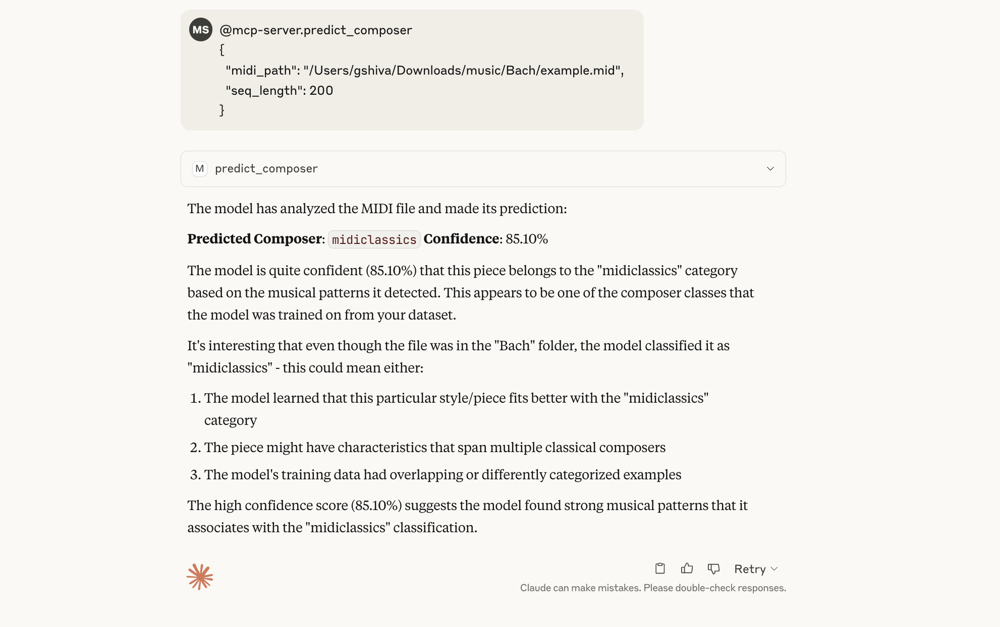 MS
@mcp-server.predict_composer
{
"midi_path": "/Users/gshiva/Downloads/music/Bach/example.mid",
"seq_length": 200
}
M predict_composer
The model has analyzed the MIDI file and made its prediction:
Predicted Composer: midiclassics Confidence: 85.10%
The model is quite confident (85.10%) that this piece belongs to the "midiclassics" category
based on the musical patterns it detected. This appears to be one of the composer classes that
the model was trained on from your dataset.
It's interesting that even though the file was in the "Bach" folder, the model classified it as
"midiclassics" - this could mean either:
1. The model learned that this particular style/piece fits better with the "midiclassics"
category
2. The piece might have characteristics that span multiple classical composers
3. The model's training data had overlapping or differently categorized examples
The high confidence score (85.10%) suggests the model found strong musical patterns that it
associates with the "midiclassics" classification.
Retry
Claude can make mistakes. Please double-check responses.